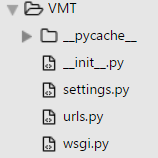 VMT
__pycache__
__init__.py
settings.py
urls.py
wsgi.py